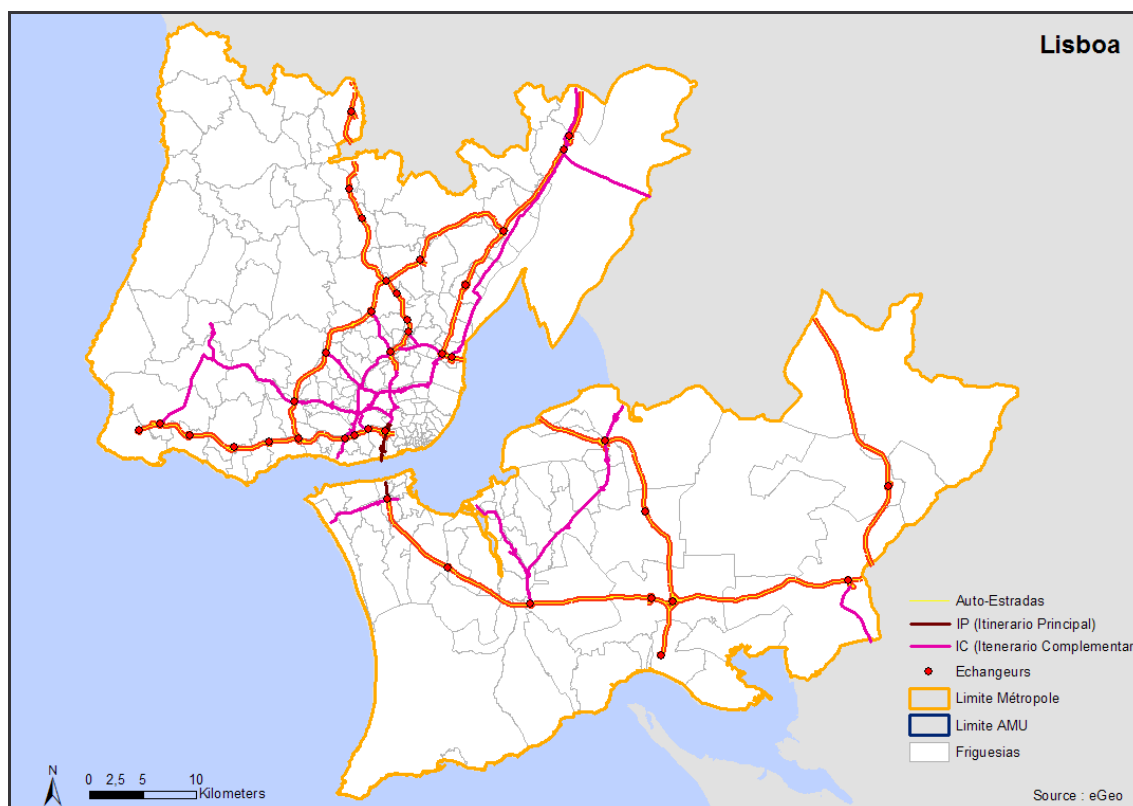 Lisboa
Auto-Estradas
IP (Itinerario Principal)
IC (Itenerario Complementar
Echangeurs
Limite Métropole
Limite AMU
Friguesias
N
0 2,5 5 10
Kilometers
Source : eGeo